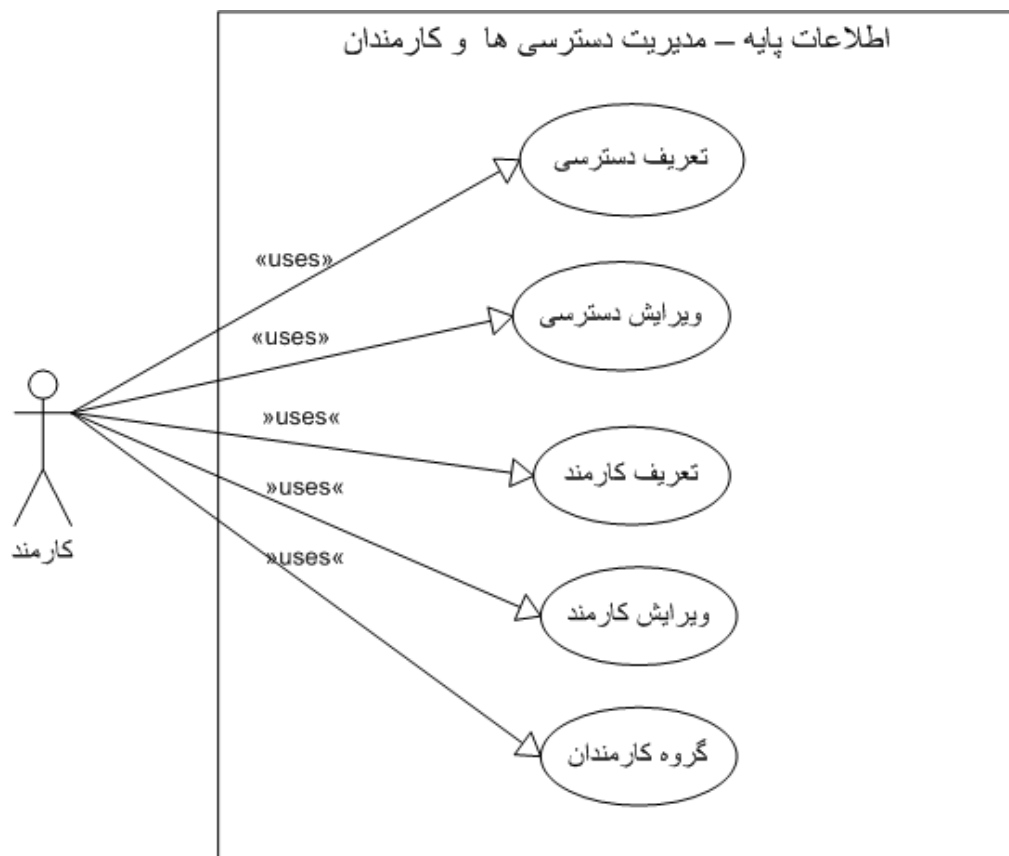 اطلاعات پایه – مدیریت دسترسی ها و کارمندان
تعریف دسترسی
«uses»
ویرایش دسترسی
«uses»
تعریف کارمند
»uses«
ویرایش کارمند
»uses«
گروه کارمندان
»uses«
کارمند